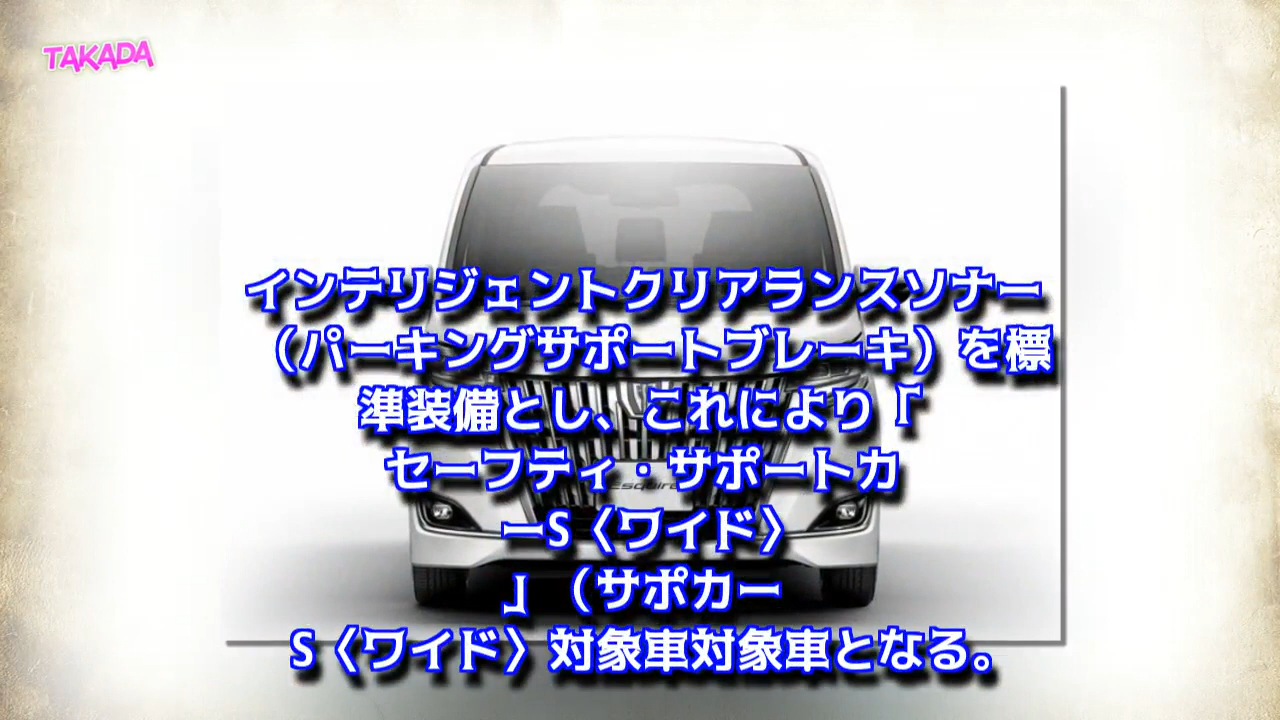 TAKADA
インテリジェントクリアランスソナー
（パーキングサポートブレーキ）を標
準装備とし、これにより「
セーフティ・サポートカ
ーS〈ワイド〉
」（サポカー
S〈ワイド〉対象車対象車となる。
Esquire